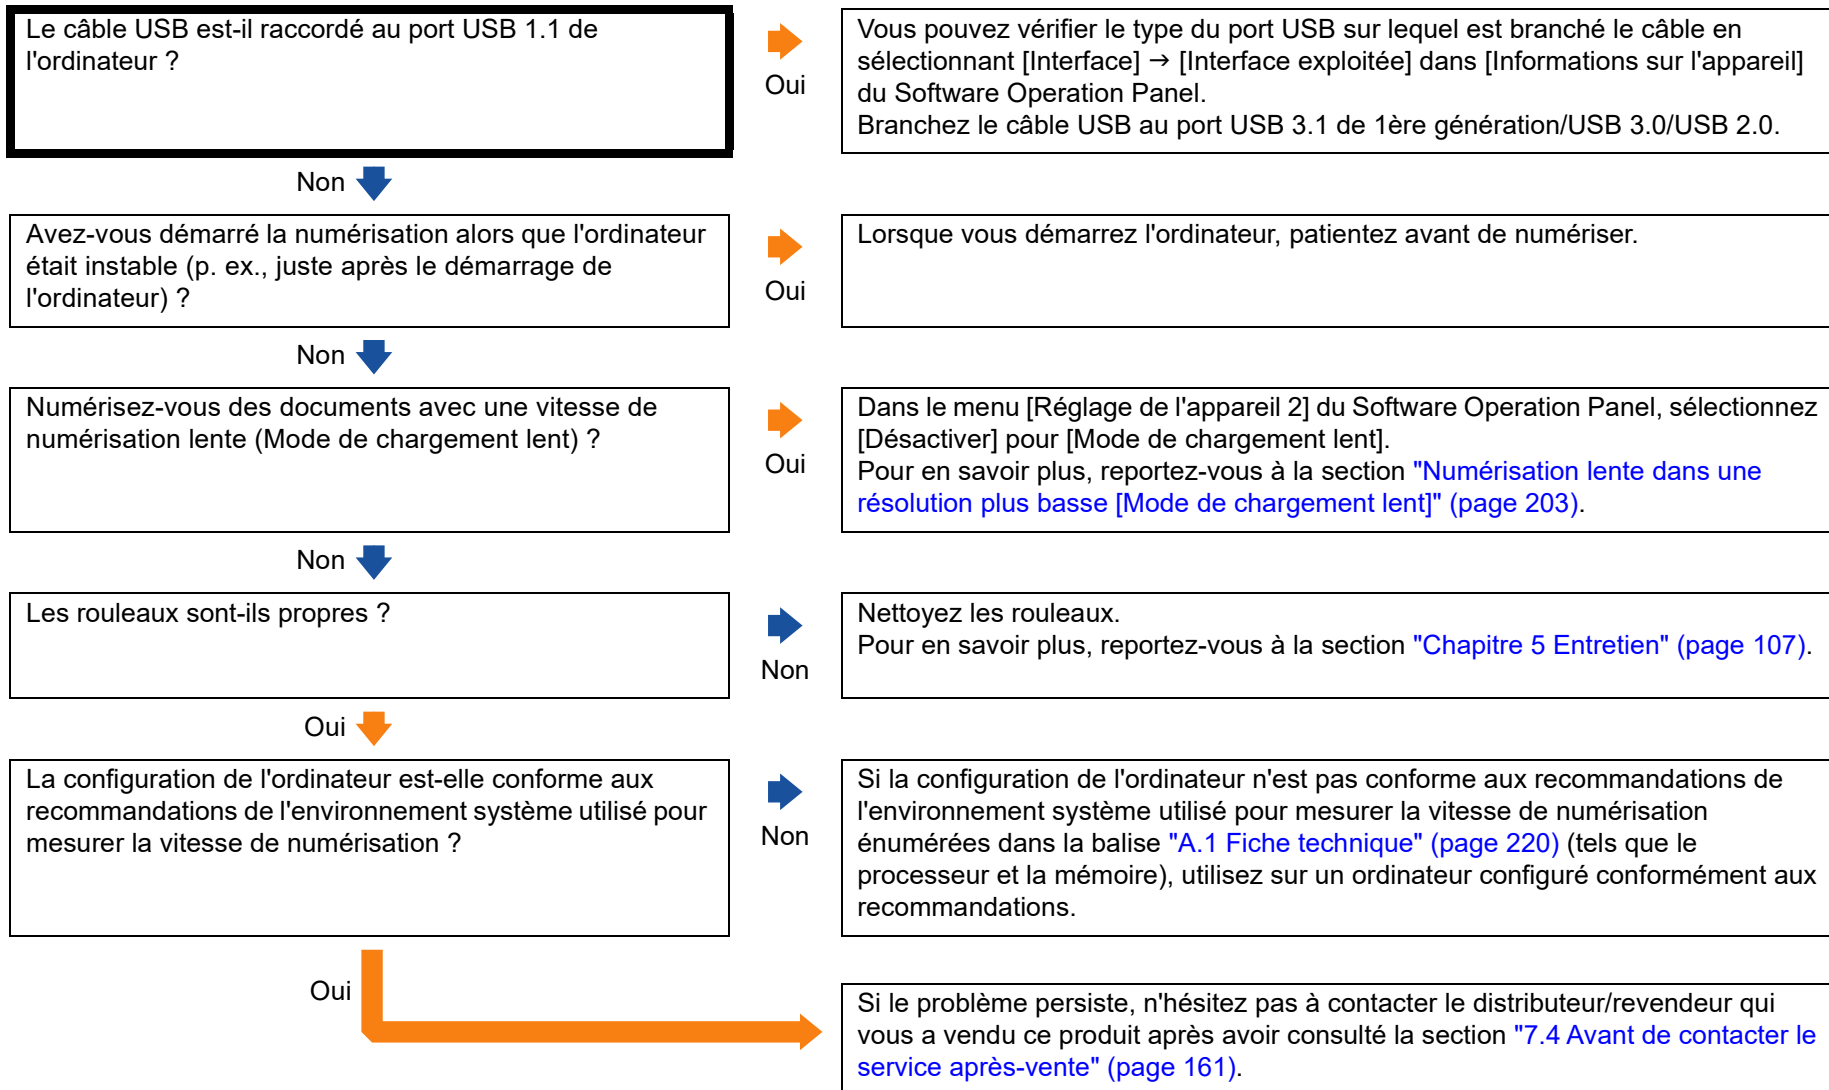 Le câble USB est-il raccordé au port USB 1.1 de
l'ordinateur ?
Oui
Vous pouvez vérifier le type du port USB sur lequel est branché le câble en
sélectionnant [Interface] → [Interface exploitée] dans [Informations sur l'appareil]
du Software Operation Panel.
Branchez le câble USB au port USB 3.1 de 1ère génération/USB 3.0/USB 2.0.
Non
Avez-vous démarré la numérisation alors que l'ordinateur
était instable (p. ex., juste après le démarrage de
l'ordinateur) ?
Oui
Lorsque vous démarrez l'ordinateur, patientez avant de numériser.
Non
Numérisez-vous des documents avec une vitesse de
numérisation lente (Mode de chargement lent) ?
Oui
Dans le menu [Réglage de l'appareil 2] du Software Operation Panel, sélectionnez
[Désactiver] pour [Mode de chargement lent].
Pour en savoir plus, reportez-vous à la section "Numérisation lente dans une
résolution plus basse [Mode de chargement lent]" (page 203).
Non
Les rouleaux sont-ils propres ?
Non
Nettoyez les rouleaux.
Pour en savoir plus, reportez-vous à la section "Chapitre 5 Entretien" (page 107).
Oui
La configuration de l'ordinateur est-elle conforme aux
recommandations de l'environnement système utilisé pour
mesurer la vitesse de numérisation ?
Non
Si la configuration de l'ordinateur n'est pas conforme aux recommandations de
l'environnement système utilisé pour mesurer la vitesse de numérisation
énumérées dans la balise "A.1 Fiche technique" (page 220) (tels que le
processeur et la mémoire), utilisez sur un ordinateur configuré conformément aux
recommandations.
Oui
Si le problème persiste, n'hésitez pas à contacter le distributeur/revendeur qui
vous a vendu ce produit après avoir consulté la section "7.4 Avant de contacter le
service après-vente" (page 161).